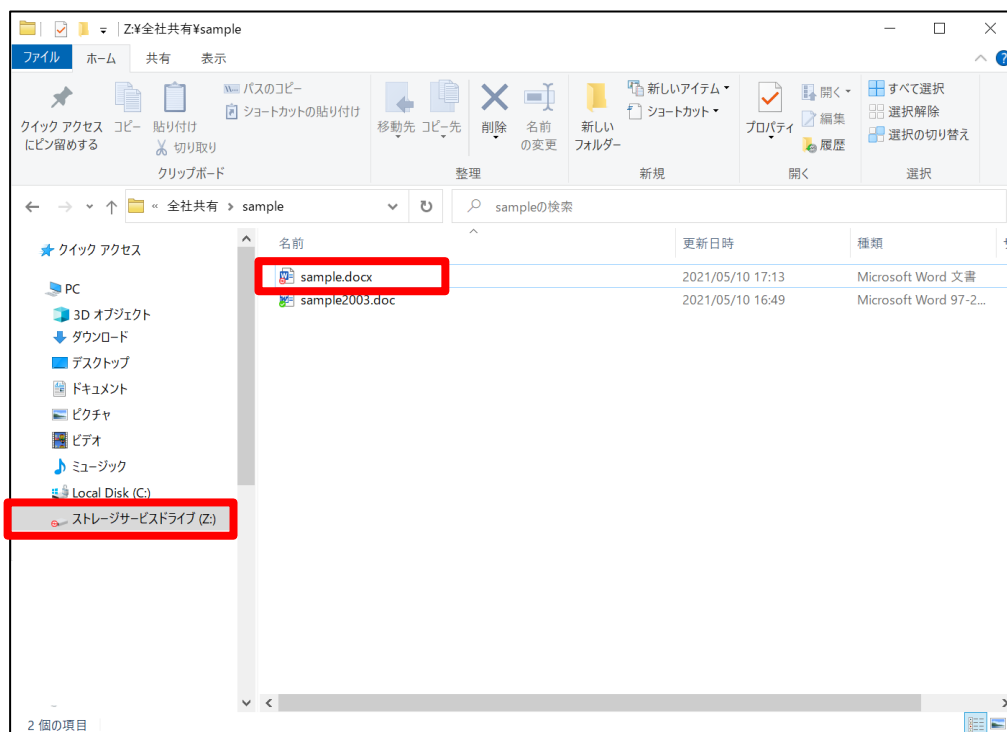 Z:¥全社共有¥sample
ファイル ホーム 共有 表示
クイック アクセス
にピン留めする
コピー
貼り付け
パスのコピー
ショートカットの貼り付け
切り取り
クリップボード
移動先 コピー先
削除
名前
の変更
整理
新しい
フォルダー
新しいアイテム
ショートカット
新規
プロパティ
開く
編集
履歴
開く
すべて選択
選択解除
選択の切り替え
選択
« 全社共有 > sample
sampleの検索
名前 更新日時 種類
sample.docx 2021/05/10 17:13 Microsoft Word 文書
sample2003.doc 2021/05/10 16:49 Microsoft Word 97-2...
クイック アクセス
PC
3D オブジェクト
ダウンロード
デスクトップ
ドキュメント
ピクチャ
ビデオ
ミュージック
Local Disk (C:)
ストレージサービスドライブ (Z:)
2 個の項目